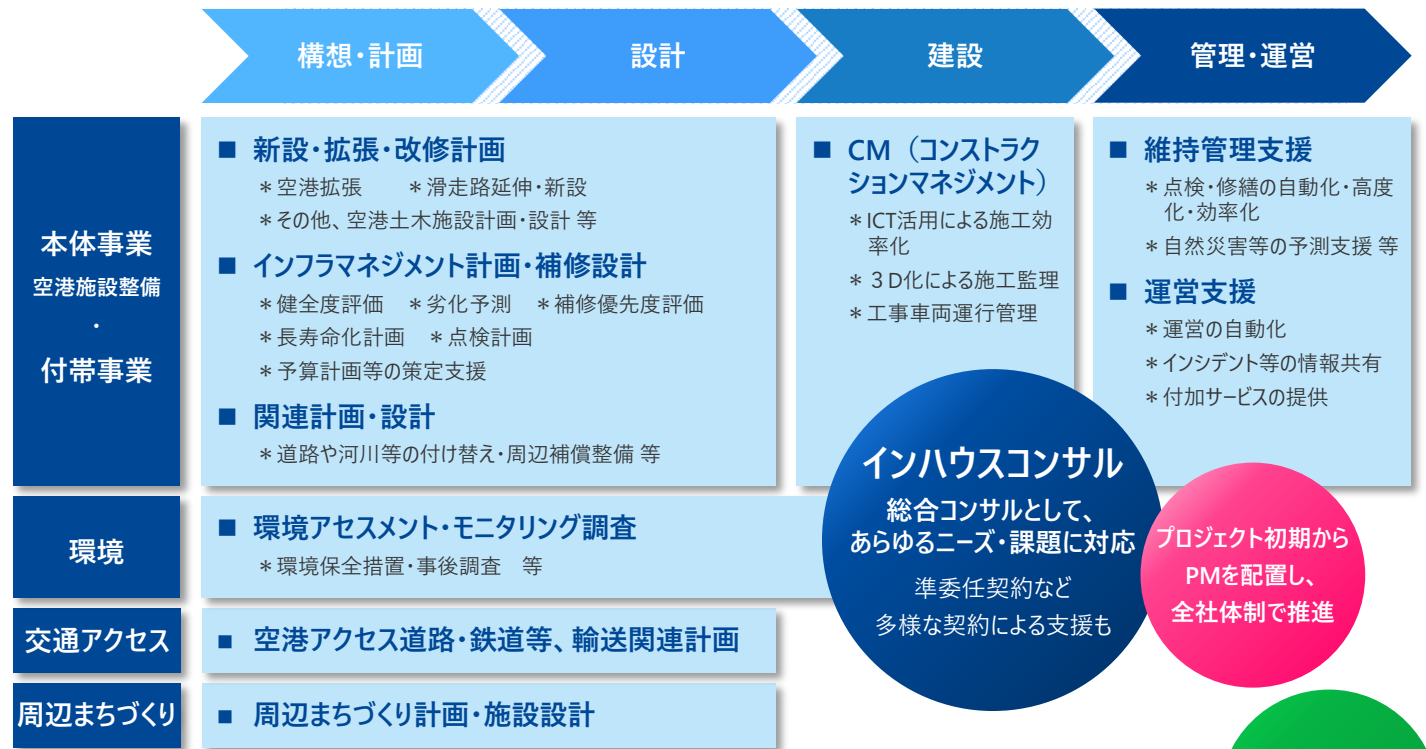 構想・計画
設計
建設
管理・運営
本体事業
空港施設整備
・
付帯事業
■ 新設・拡張・改修計画
＊空港拡張　　＊滑走路延伸・新設
＊その他、空港土木施設計画・設計 等
■ インフラマネジメント計画・補修設計
＊健全度評価　＊劣化予測　＊補修優先度評価
＊長寿命化計画　＊点検計画
＊予算計画等の策定支援
■ 関連計画・設計
＊道路や河川等の付け替え・周辺補償整備 等
■ CM（コンストラク
ションマネジメント）
＊ICT活用による施工効
率化
＊３D化による施工監理
＊工事車両運行管理
■ 維持管理支援
＊点検・修繕の自動化・高度
化・効率化
＊自然災害等の予測支援 等
■ 運営支援
＊運営の自動化
＊インシデント等の情報共有
＊付加サービスの提供
環境
■ 環境アセスメント・モニタリング調査
＊環境保全措置・事後調査　等
交通アクセス
■ 空港アクセス道路・鉄道等、輸送関連計画
周辺まちづくり
■ 周辺まちづくり計画・施設設計
インハウスコンサル
総合コンサルとして、
あらゆるニーズ・課題に対応
準委任契約など
多様な契約による支援も
プロジェクト初期から
PMを配置し、
全社体制で推進